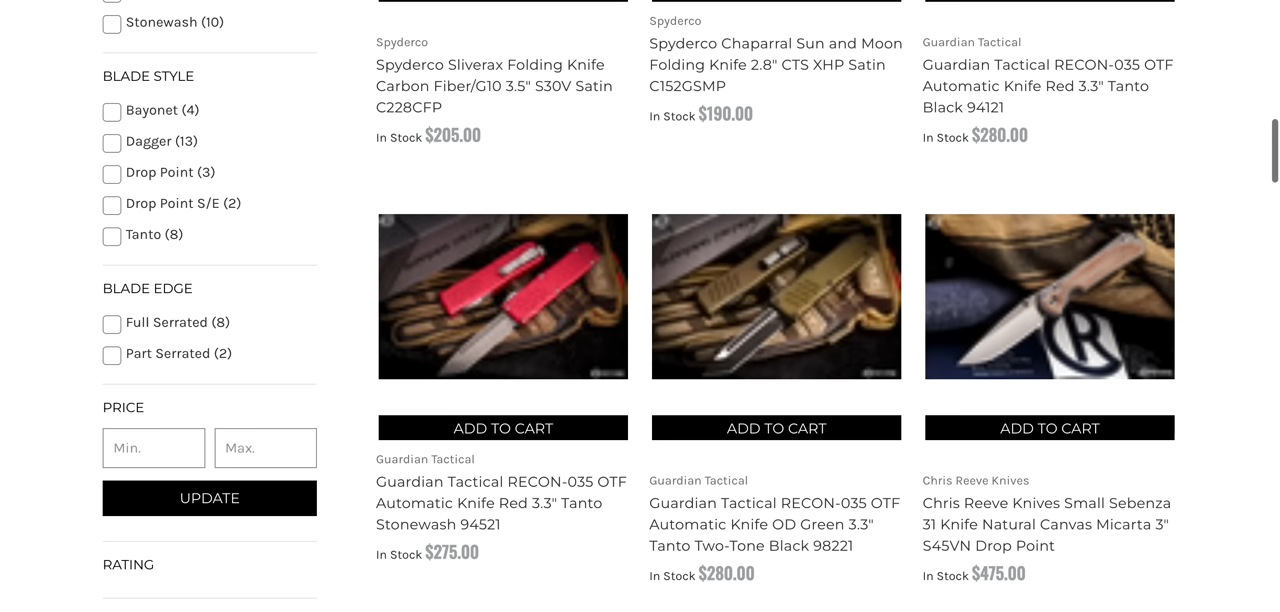 Stonewash (10)
BLADE STYLE
Bayonet (4)
Dagger (13)
Drop Point (3)
Drop Point S/E (2)
Tanto (8)
BLADE EDGE
Full Serrated (8)
Part Serrated (2)
PRICE
Min.
Max.
UPDATE
RATING
Spyderco
Spyderco Sliverax Folding Knife
Carbon Fiber/G10 3.5" S30V Satin
C228CFP
In Stock $205.00
Spyderco
Spyderco Chaparral Sun and Moon
Folding Knife 2.8" CTS XHP Satin
C152GSMP
In Stock $190.00
Guardian Tactical
Guardian Tactical RECON-035 OTF
Automatic Knife Red 3.3" Tanto
Black 94121
In Stock $280.00
ADD TO CART
Guardian Tactical
Guardian Tactical RECON-035 OTF
Automatic Knife Red 3.3" Tanto
Stonewash 94521
In Stock $275.00
ADD TO CART
Guardian Tactical
Guardian Tactical RECON-035 OTF
Automatic Knife OD Green 3.3"
Tanto Two-Tone Black 98221
In Stock $280.00
ADD TO CART
Chris Reeve Knives
Chris Reeve Knives Small Sebenza
31 Knife Natural Canvas Micarta 3"
S45VN Drop Point
In Stock $475.00